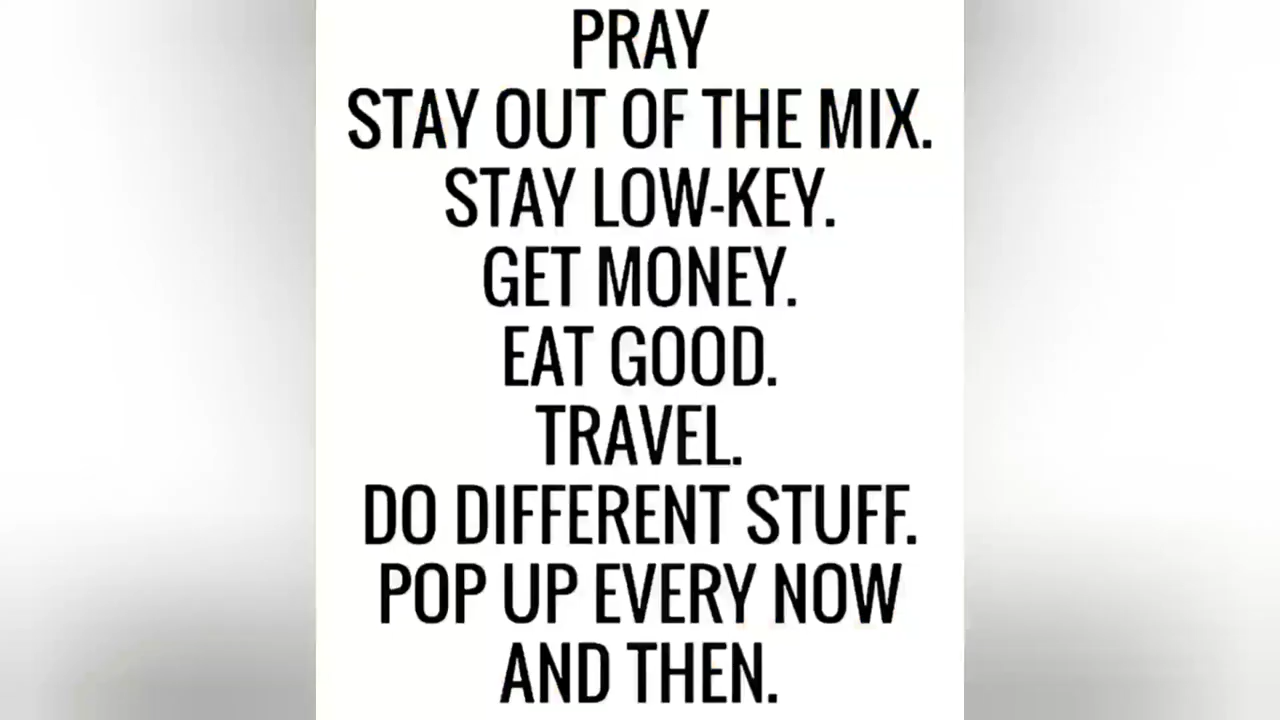 PRAY
STAY OUT OF THE MIX.
STAY LOW-KEY.
GET MONEY.
EAT GOOD.
TRAVEL.
DO DIFFERENT STUFF.
POP UP EVERY NOW
AND THEN.